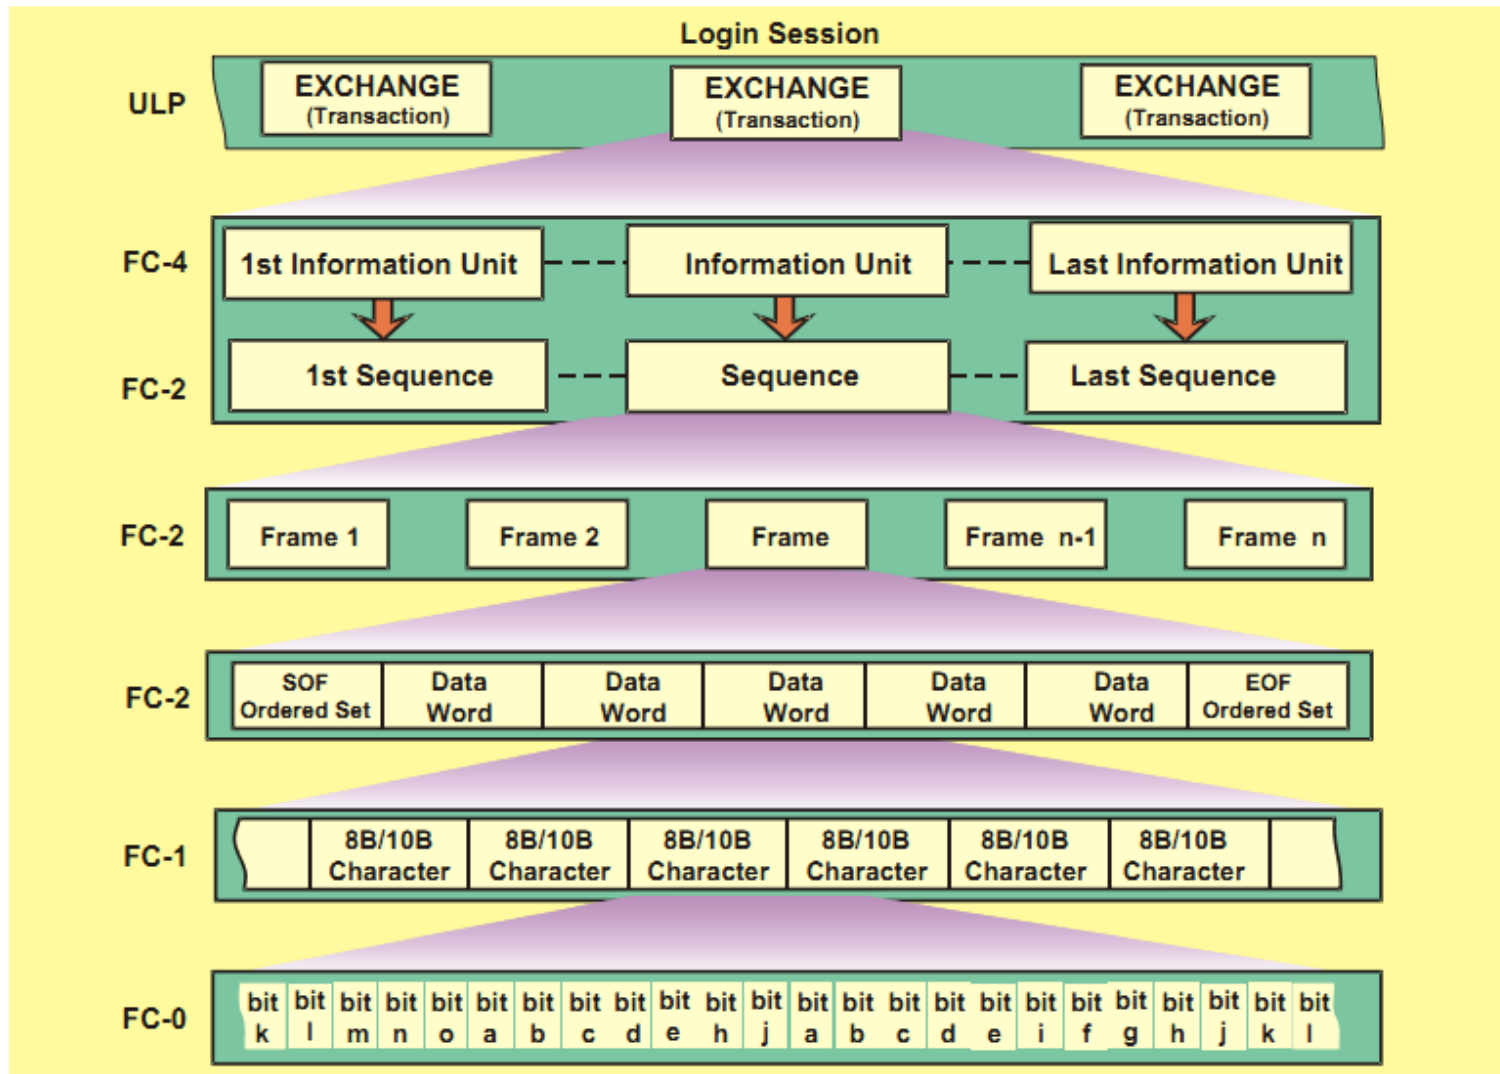 Login Session
ULP
EXCHANGE
(Transaction)
EXCHANGE
(Transaction)
EXCHANGE
(Transaction)
FC-4
1st Information Unit
Information Unit
Last Information Unit
FC-2
1st Sequence
Sequence
Last Sequence
FC-2
Frame 1
Frame 2
Frame
Frame n-1
Frame n
FC-2
SOF
Ordered Set
Data
Word
Data
Word
Data
Word
Data
Word
Data
Word
EOF
Ordered Set
FC-1
8B/10B
Character
8B/10B
Character
8B/10B
Character
8B/10B
Character
8B/10B
Character
8B/10B
Character
FC-0
bit
k
bit
l
bit
m
bit
n
bit
o
bit
a
bit
b
bit
c
bit
d
bit
e
bit
h
bit
j
bit
a
bit
b
bit
c
bit
d
bit
e
bit
i
bit
f
bit
g
bit
h
bit
j
bit
k
bit
l